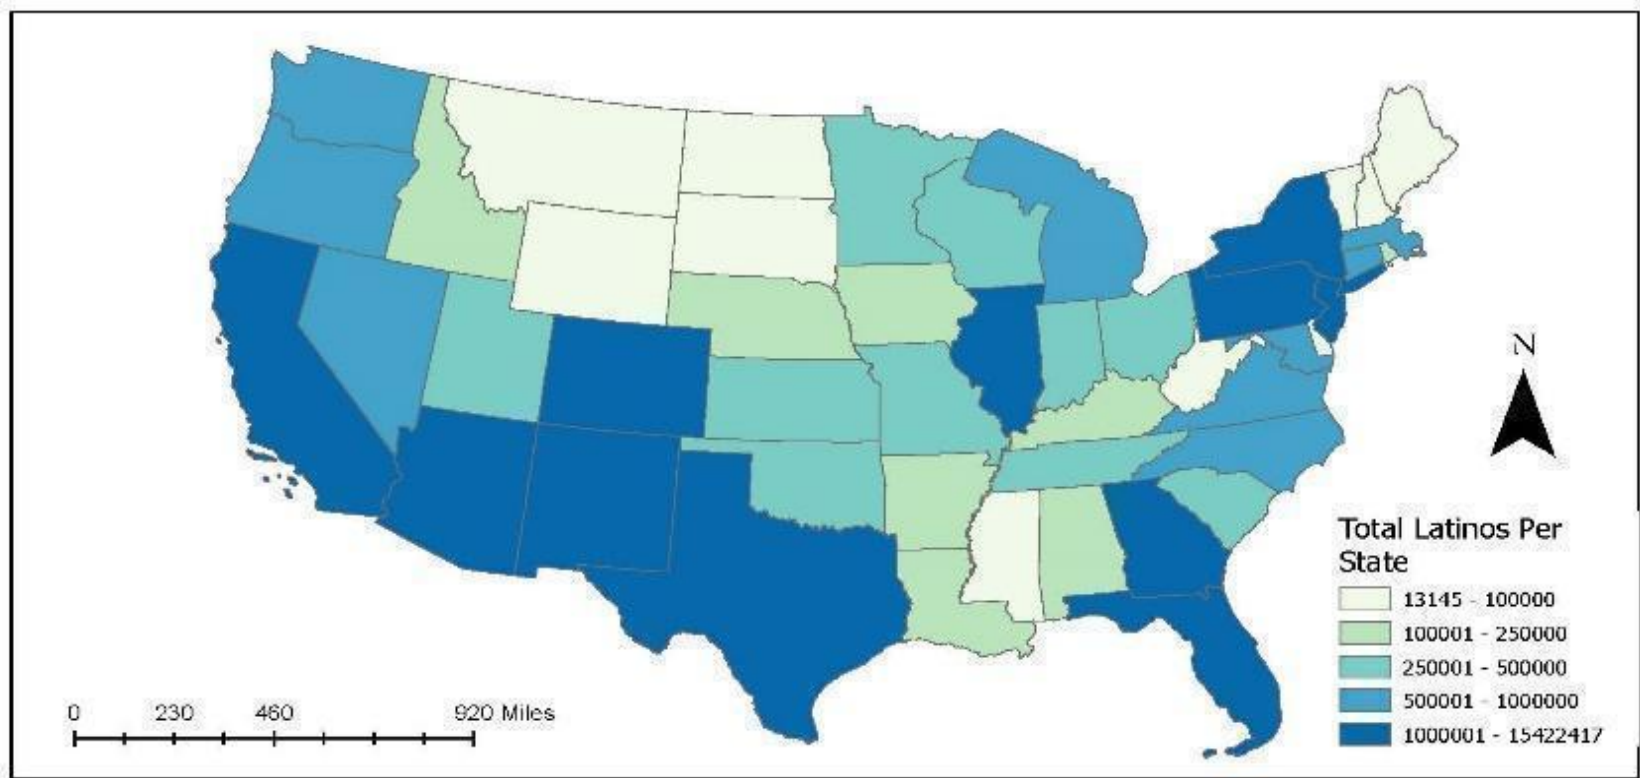 N
Total Latinos Per
State
13145 - 100000
100001 - 250000
250001 - 500000
500001 - 1000000
1000001 - 15422417
0 230 460 920 Miles